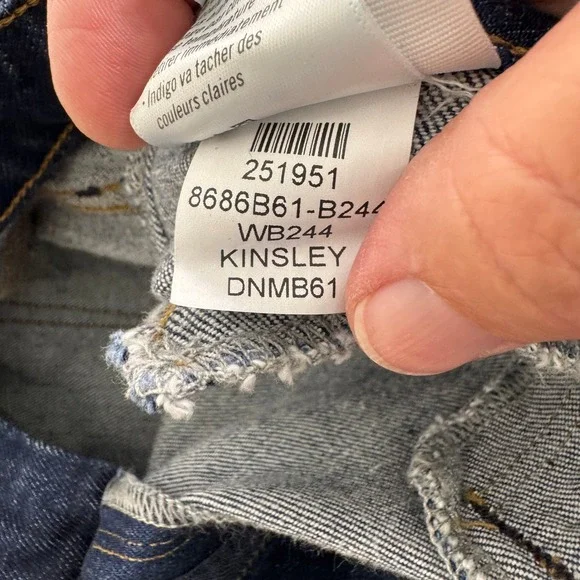 · Indigo va tacher des
couleurs claires
251951
8686B61-B244
WB244
KINSLEY
DNMB61